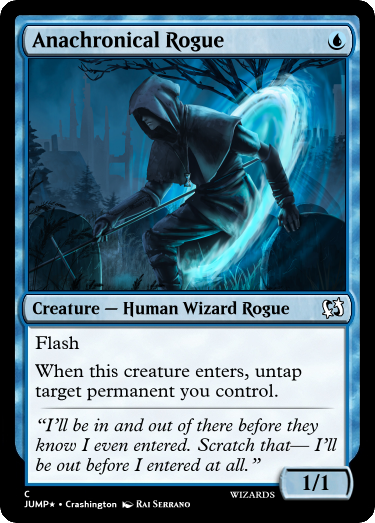 Anachronical Rogue
Creature — Human Wizard Rogue
Flash
When this creature enters, untap
target permanent you control.
“I'll be in and out of there before they
know I even entered. Scratch that— I'll
be out before I entered at all.”
1/1
C
JUMP★ • Crashington Rai Serrano
WIZARDS